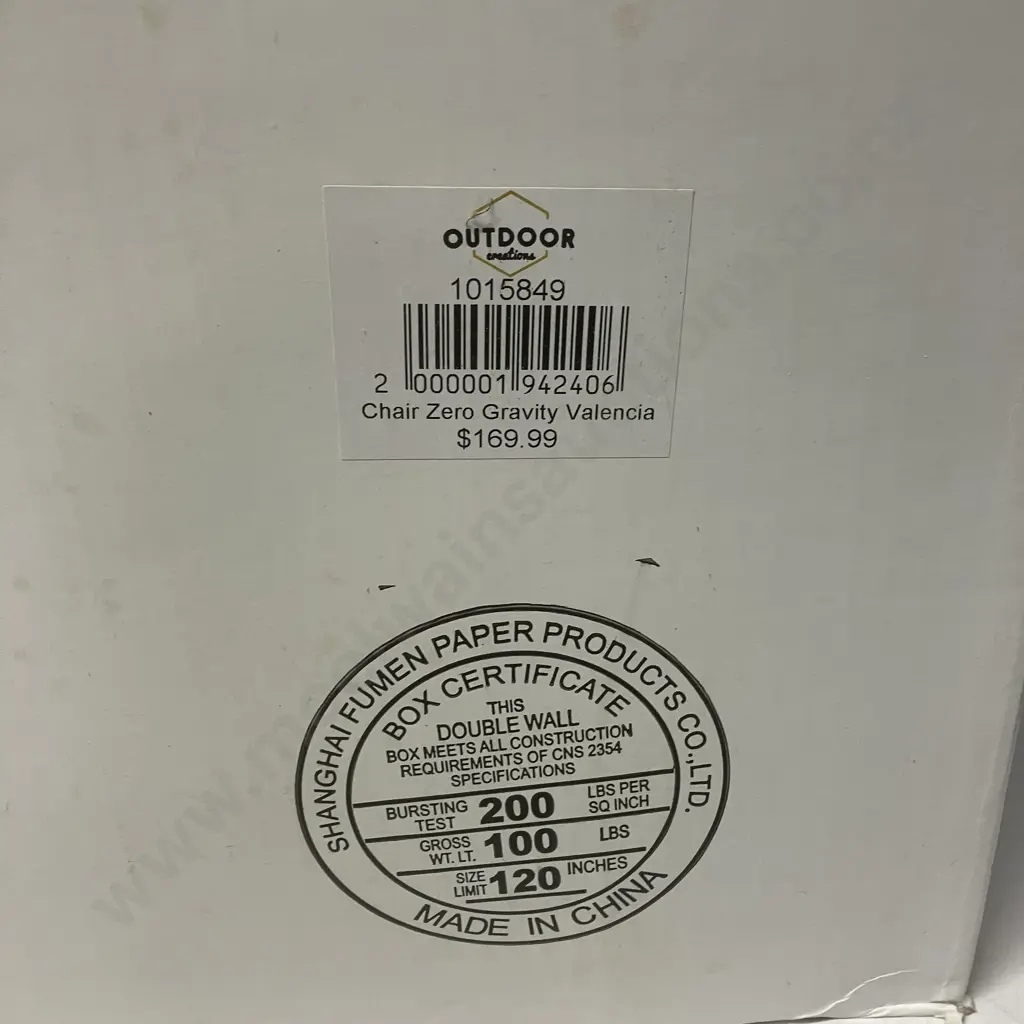 OUTDOOR
creations
1015849
2 000001 942406
Chair Zero Gravity Valencia
$169.99
SHANGHAI FUMEN PAPER PRODUCTS CO.,LTD.
BOX CERTIFICATE
THIS
DOUBLE WALL
BOX MEETS ALL CONSTRUCTION
REQUIREMENTS OF CNS 2354
SPECIFICATIONS
BURSTING TEST 200 LBS PER SQ INCH
GROSS WT. LT. 100 LBS
SIZE LIMIT 120 INCHES
MADE IN CHINA